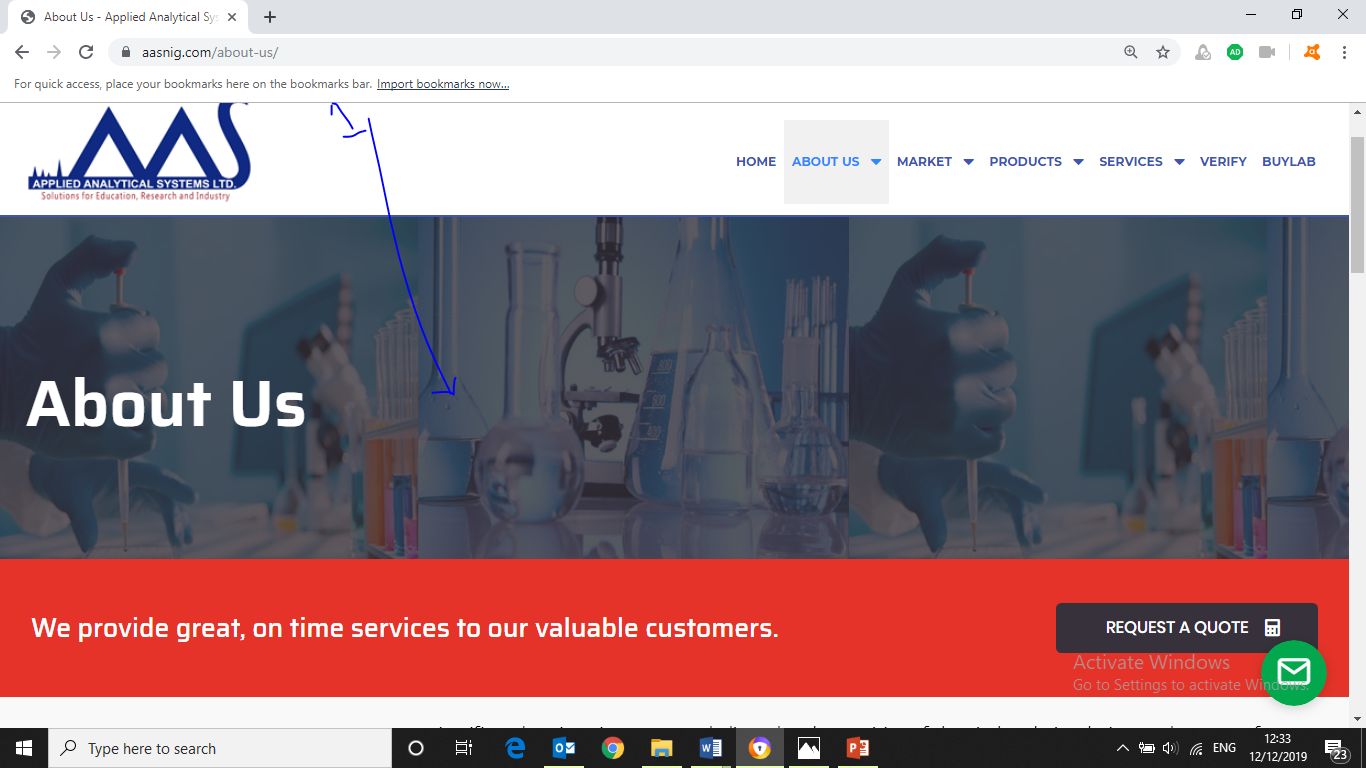 About Us - Applied Analytical Sys
aasnig.com/about-us/
AD
For quick access, place your bookmarks here on the bookmarks bar. Import bookmarks now...
AAS
APPLIED ANALYTICAL SYSTEMS LTD.
Solutions for Education, Research and Industry
HOME ABOUT US MARKET PRODUCTS SERVICES VERIFY BUYLAB
About Us
We provide great, on time services to our valuable customers.
REQUEST A QUOTE
Activate Windows
Go to Settings to activate Windows.
Type here to search
ENG
12:33
12/12/2019
23